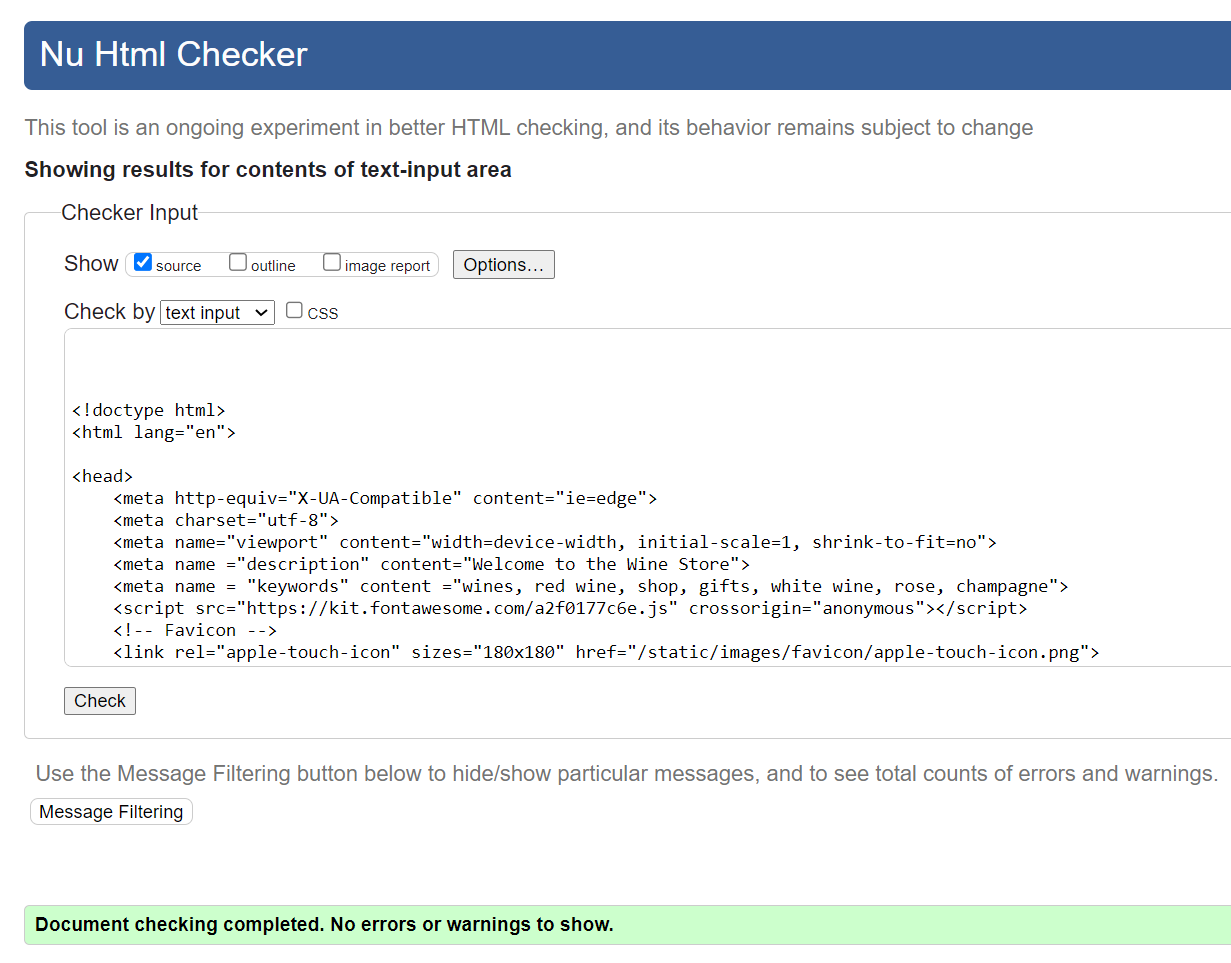 Nu Html Checker
This tool is an ongoing experiment in better HTML checking, and its behavior remains subject to change
Showing results for contents of text-input area
Checker Input
Show source outline image report Options...
Check by text input CSS
<!doctype html>
<html lang="en">
<head>
    <meta http-equiv="X-UA-Compatible" content="ie=edge">
    <meta charset="utf-8">
    <meta name="viewport" content="width=device-width, initial-scale=1, shrink-to-fit=no">
    <meta name ="description" content="Welcome to the Wine Store">
    <meta name = "keywords" content ="wines, red wine, shop, gifts, white wine, rose, champagne">
    <script src="https://kit.fontawesome.com/a2f0177c6e.js" crossorigin="anonymous"></script>
    <!-- Favicon -->
    <link rel="apple-touch-icon" sizes="180x180" href="/static/images/favicon/apple-touch-icon.png">
Check
Use the Message Filtering button below to hide/show particular messages, and to see total counts of errors and warnings.
Message Filtering
Document checking completed. No errors or warnings to show.